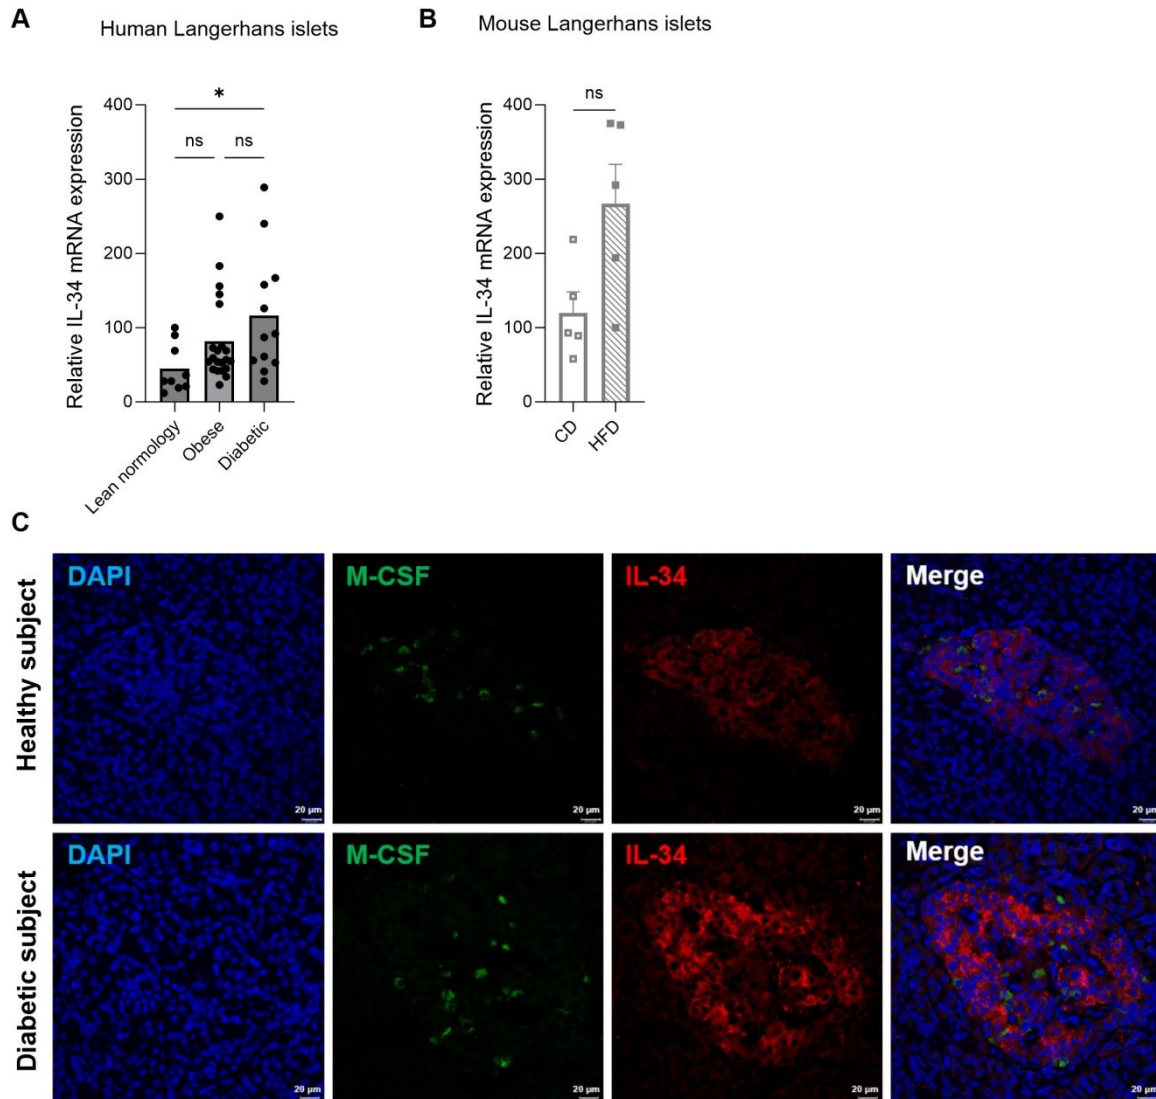 A
Human Langerhans islets
Relative IL-34 mRNA expression
400
300
200
100
0
*
ns
ns
Lean normology
Obese
Diabetic
B
Mouse Langerhans islets
Relative IL-34 mRNA expression
400
300
200
100
0
ns
CD
HFD
C
Healthy subject
DAPI
20 µm
M-CSF
20 µm
IL-34
20 µm
Merge
20 µm
Diabetic subject
DAPI
20 µm
M-CSF
20 µm
IL-34
20 µm
Merge
20 µm